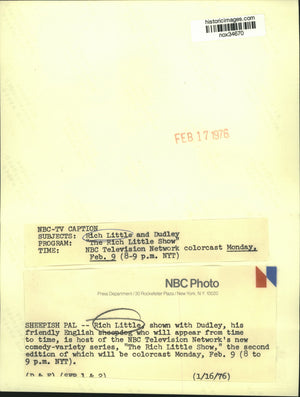 historicimages.com
nox34670
FEB 17 1976
NBC-TV CAPTION
SUBJECTS: Rich Little and Dudley
PROGRAM: "The Rich Little Show"
TIME: NBC Television Network colorcast Monday,
Feb. 9 (8-9 p.m. NYT)
NBC Photo
Press Department / 30 Rockefeller Plaza / New York, N.Y. 10020
SHEEPISH PAL -- Rich Little, shown with Dudley, his
friendly English sheepdog who will appear from time
to time, is host of the NBC Television Network's new
comedy-variety series, "The Rich Little Show," the second
edition of which will be colorcast Monday, Feb. 9 (8 to
9 p.m. NYT).
(B & E) (SER 1 & 2) (1/16/76)